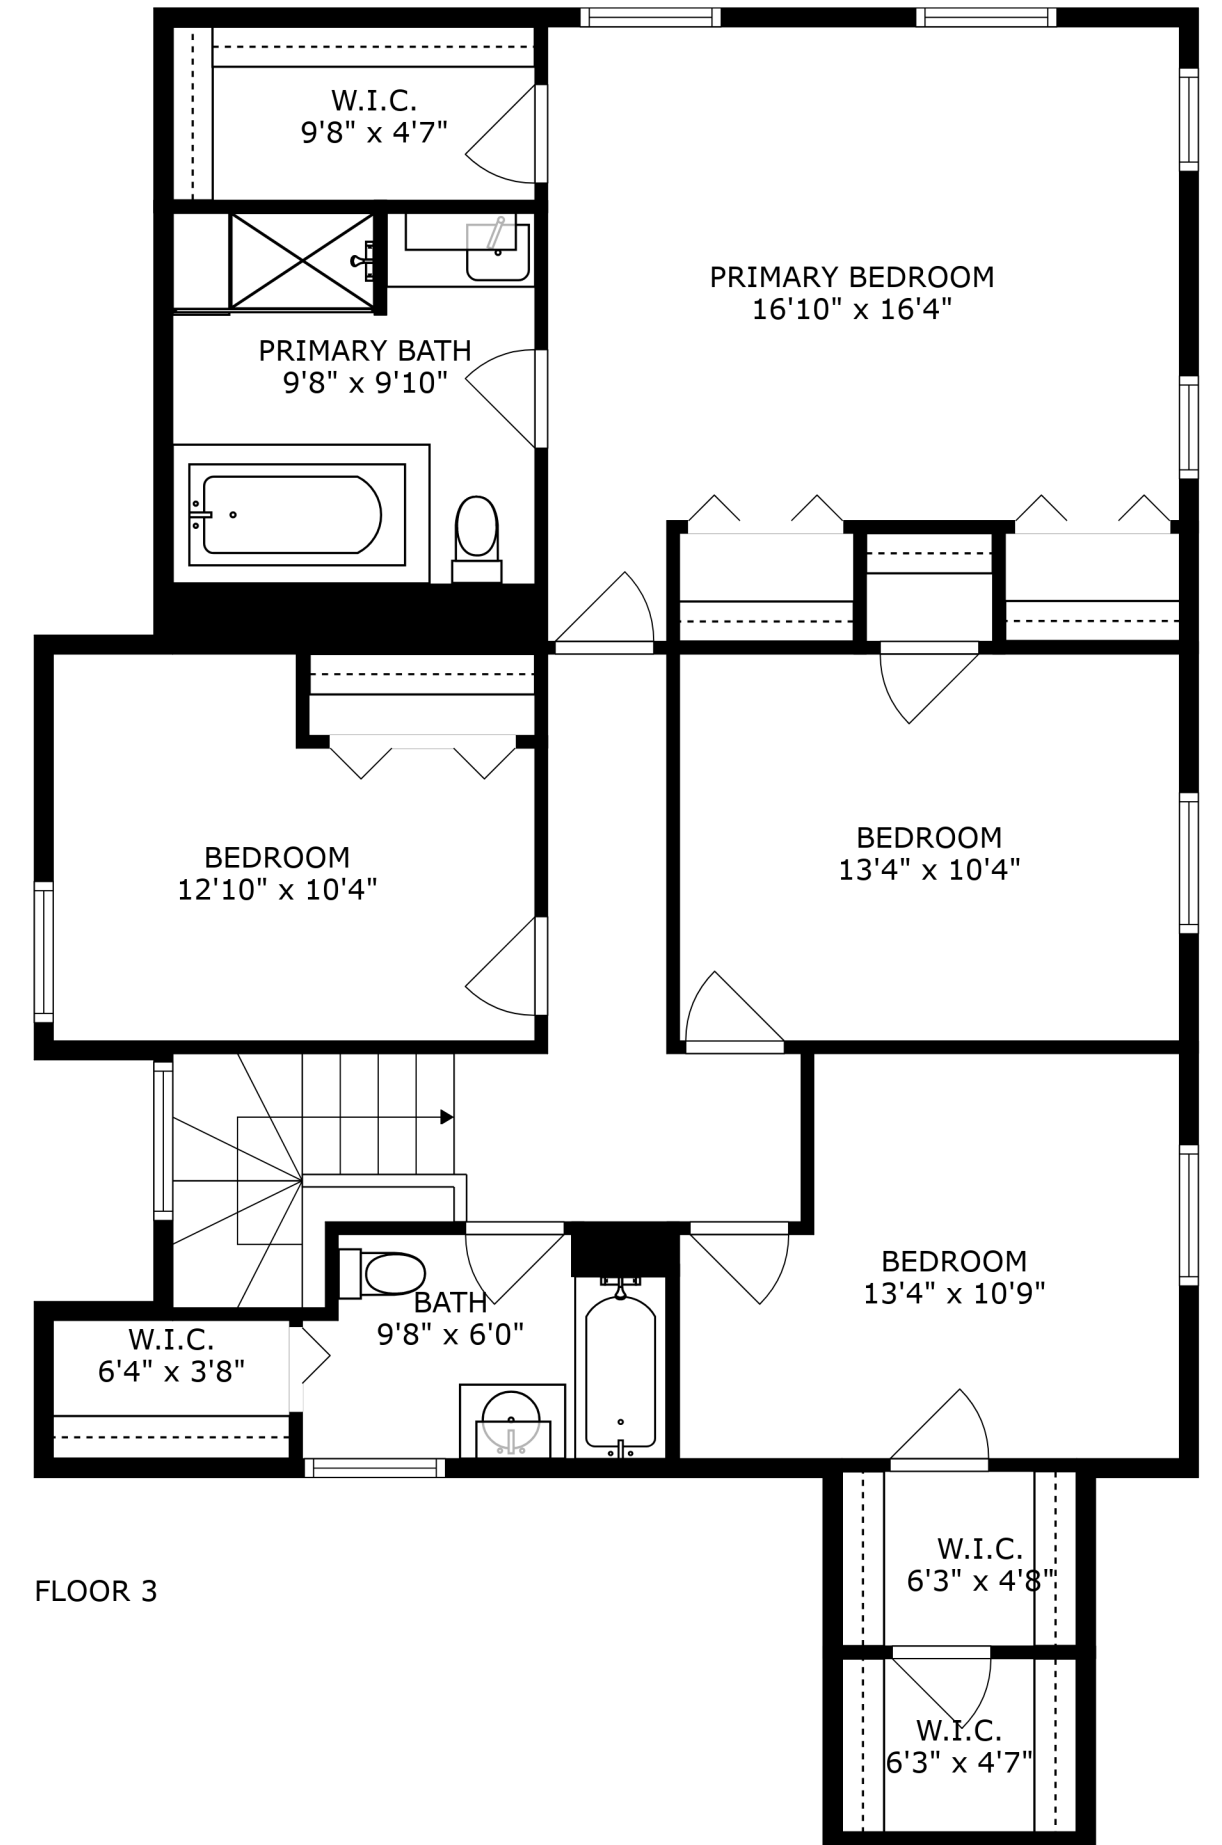 W.I.C.
9'8" x 4'7"
PRIMARY BEDROOM
16'10" x 16'4"
PRIMARY BATH
9'8" x 9'10"
BEDROOM
12'10" x 10'4"
BEDROOM
13'4" x 10'4"
BEDROOM
13'4" x 10'9"
BATH
9'8" x 6'0"
W.I.C.
6'4" x 3'8"
W.I.C.
6'3" x 4'8"
FLOOR 3
W.I.C.
6'3" x 4'7"